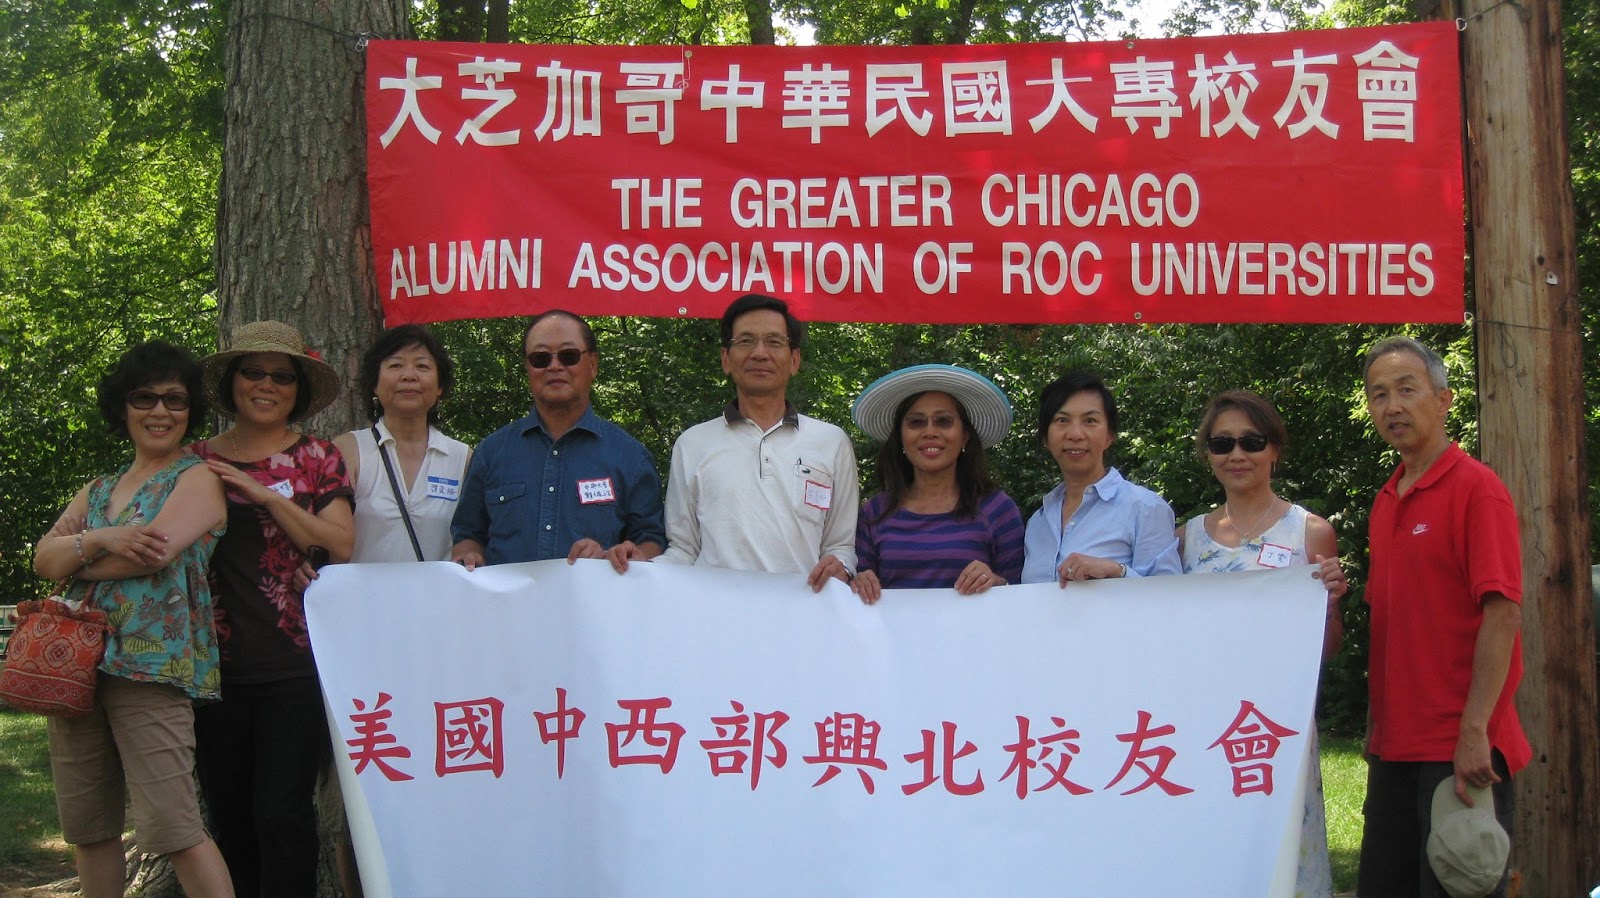 大芝加哥中華民國大專校友會
THE GREATER CHICAGO
ALUMNI ASSOCIATION OF ROC UNIVERSITIES
美國中西部興北校友會